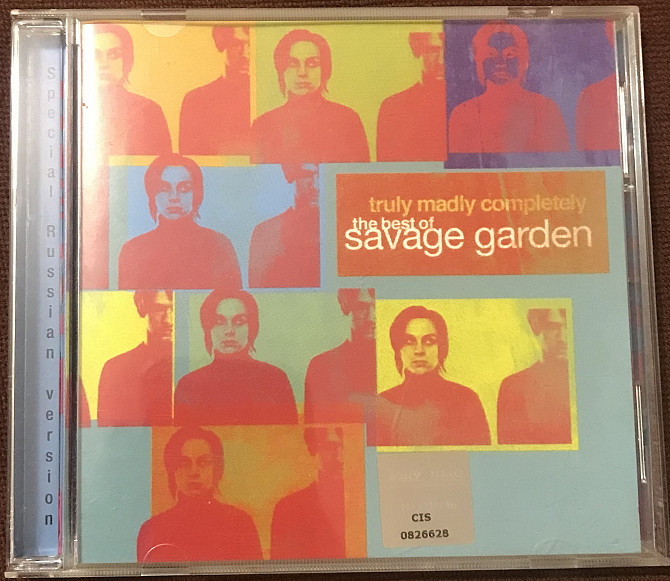 Special Russian version
truly madly completely
the best of
savage garden
CIS
0826628